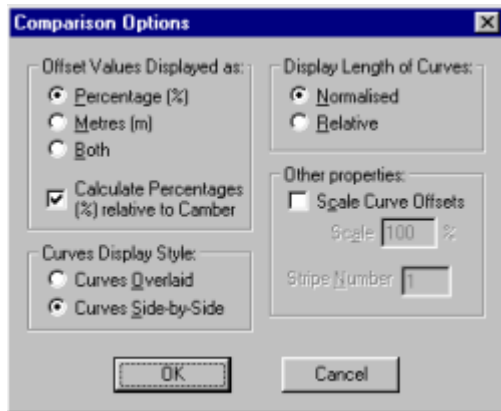 Comparison Options
Offset Values Displayed as:
Percentage (%)
Metres (m)
Both
Calculate Percentages
(%) relative to Camber
Curves Display Style:
Curves Overlaid
Curves Side-by-Side
Display Length of Curves:
Normalised
Relative
Other properties:
Scale Curve Offsets
Scale 100 %
Stripe Number 1
OK
Cancel